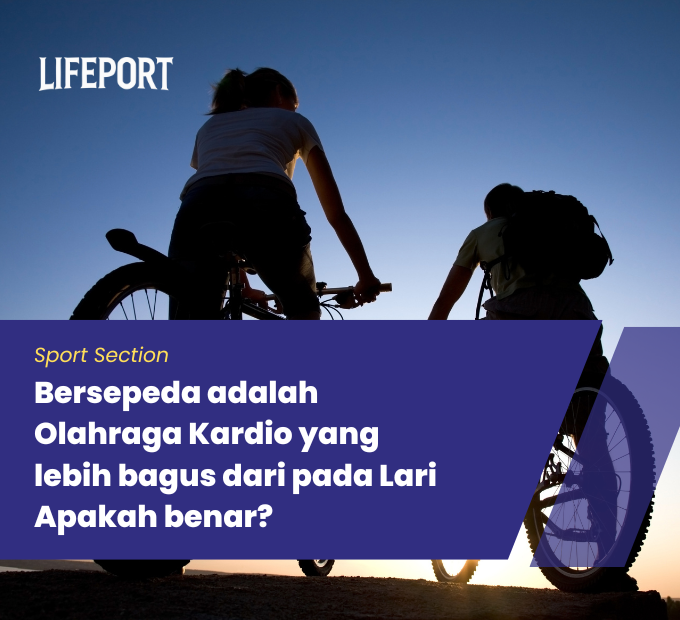 LIFEPORT
Sport Section
Bersepeda adalah
Olahraga Kardio yang
lebih bagus dari pada Lari
Apakah benar?